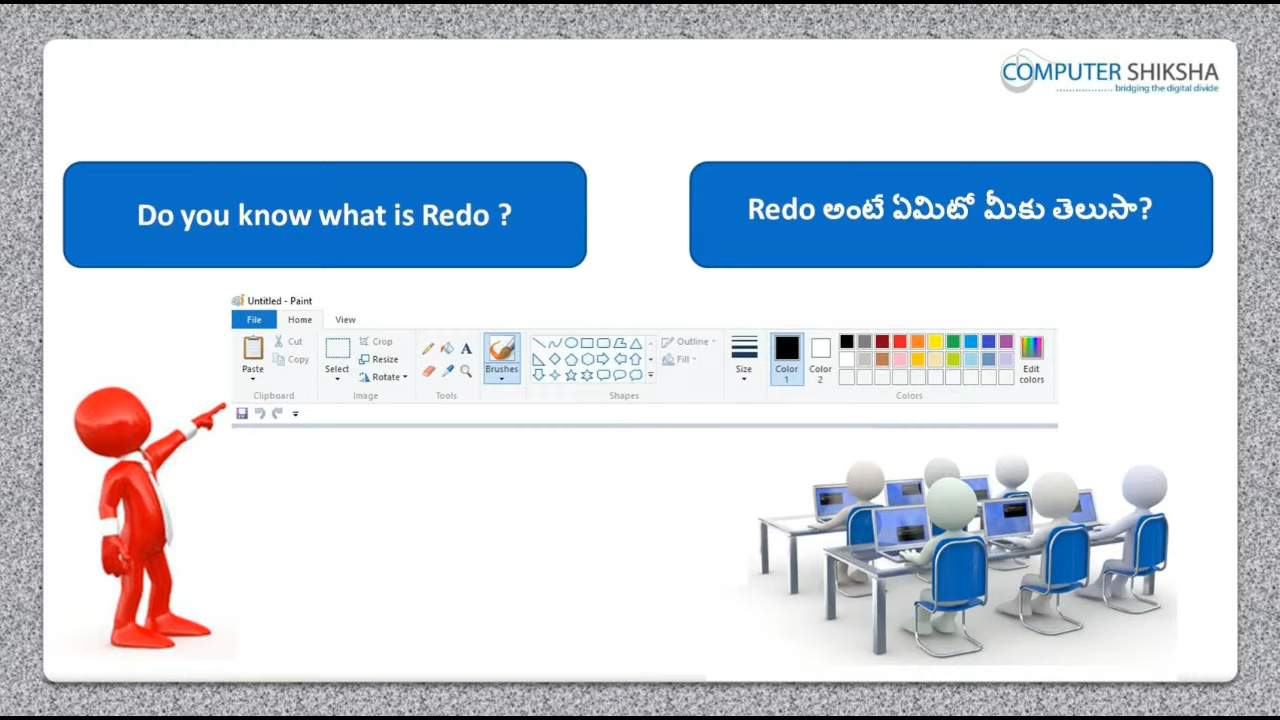 COMPUTER SHIKSHA
bridging the digital divide
Do you know what is Redo ?
Redo అంటే ఏమిటో మీకు తెలుసా?
Untitled - Paint
File Home View
Paste
Cut
Copy
Clipboard
Select
Crop
Resize
Rotate
Image
A
Tools
Brushes
Shapes
Outline
Fill
Size
Color 1
Color 2
Colors
Edit colors